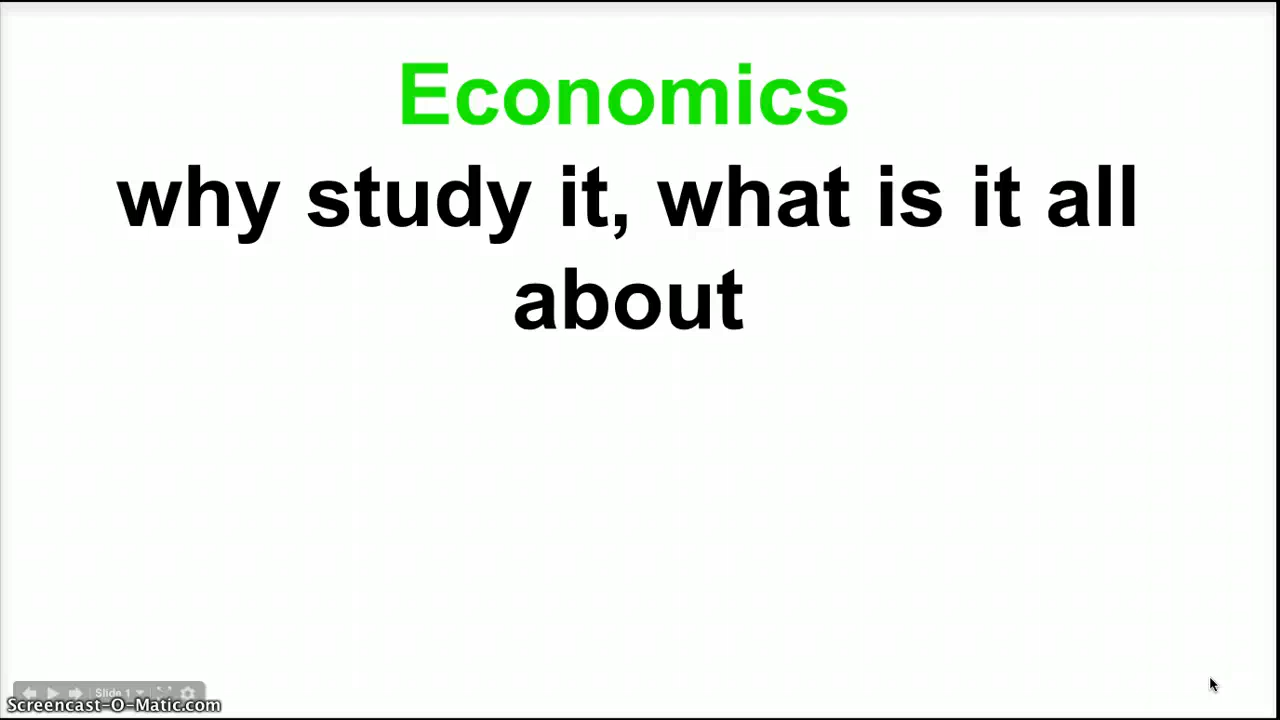 Economics
why study it, what is it all
about
Slide 1
Screencast-O-Matic.com